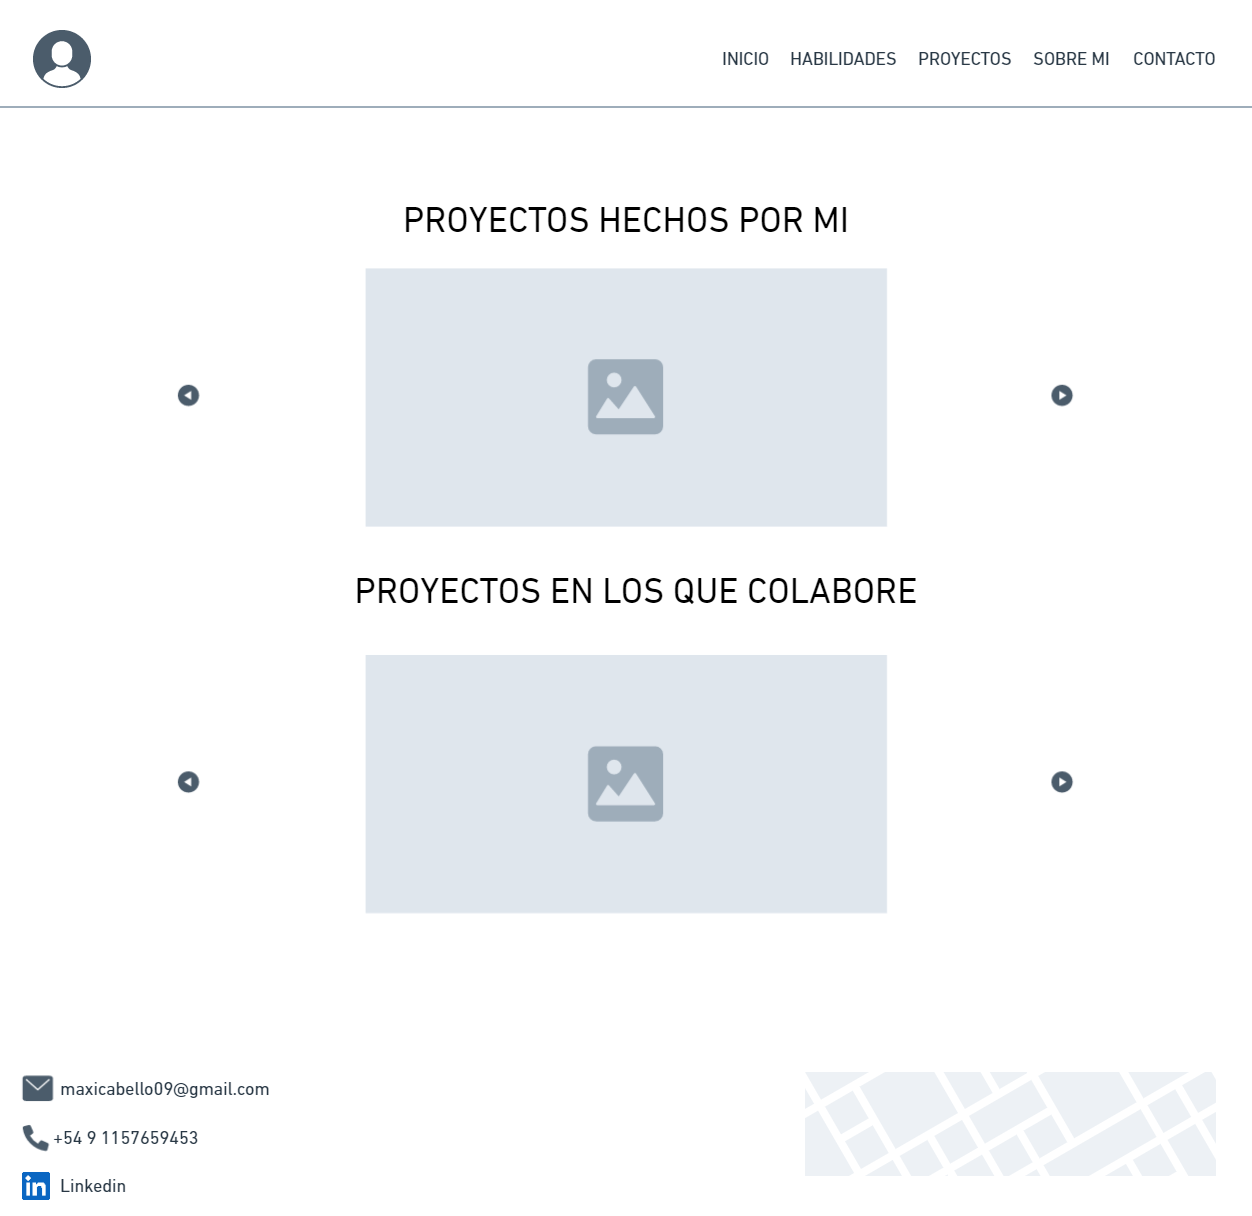 INICIO HABILIDADES PROYECTOS SOBRE MI CONTACTO
PROYECTOS HECHOS POR MI
PROYECTOS EN LOS QUE COLABORE
maxicabello09@gmail.com
+54 9 1157659453
in Linkedin